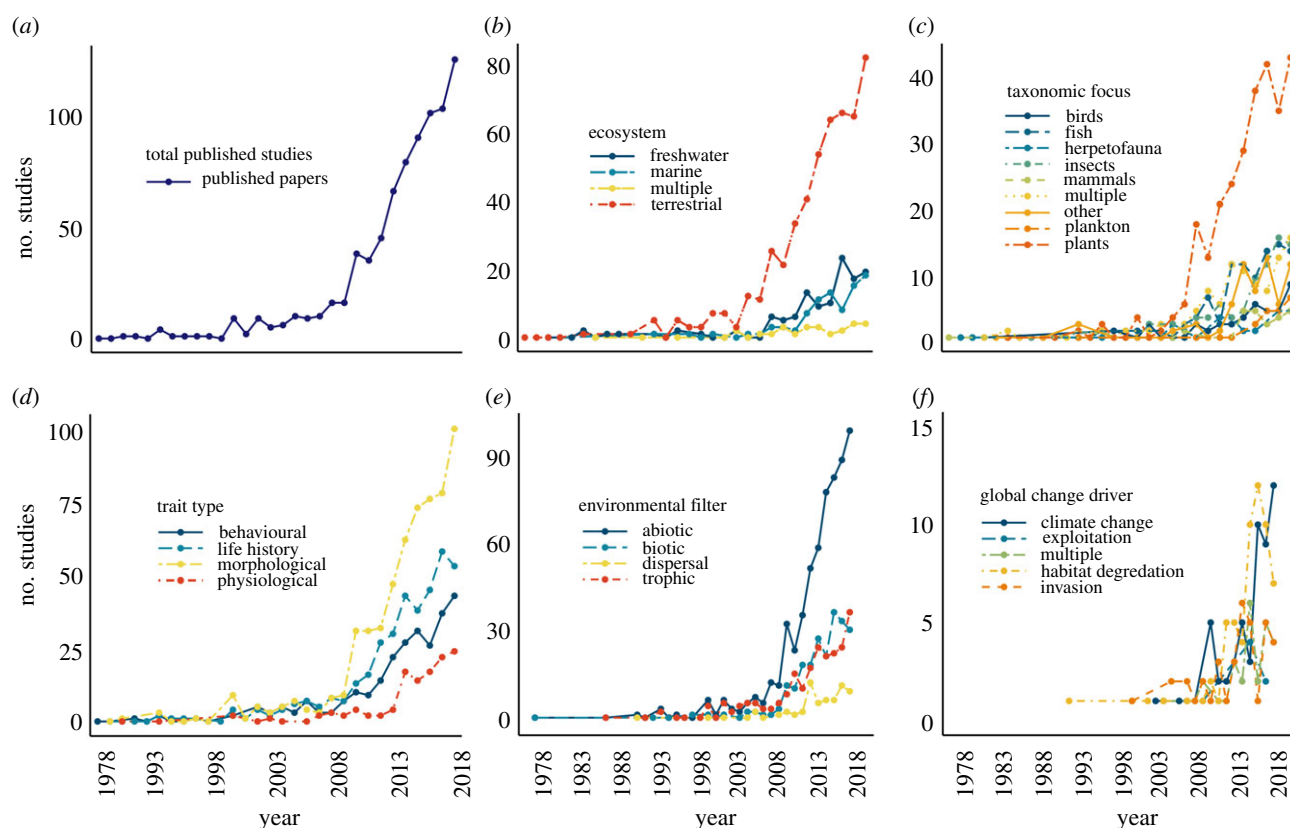 (a)
no. studies
100
50
0
total published studies
published papers
(b)
80
60
40
20
0
ecosystem
freshwater
marine
multiple
terrestrial
(c)
40
30
20
10
0
taxonomic focus
birds
fish
herpetofauna
insects
mammals
multiple
other
plankton
plants
(d)
no. studies
100
75
50
25
0
trait type
behavioural
life history
morphological
physiological
1978
1993
1998
2003
2008
2013
2018
year
(e)
90
60
30
0
environmental filter
abiotic
biotic
dispersal
trophic
1978
1993
1998
2003
2008
2013
2018
year
(f)
15
10
5
0
global change driver
climate change
exploitation
multiple
habitat degredation
invasion
1978
1993
1998
2003
2008
2013
2018
year